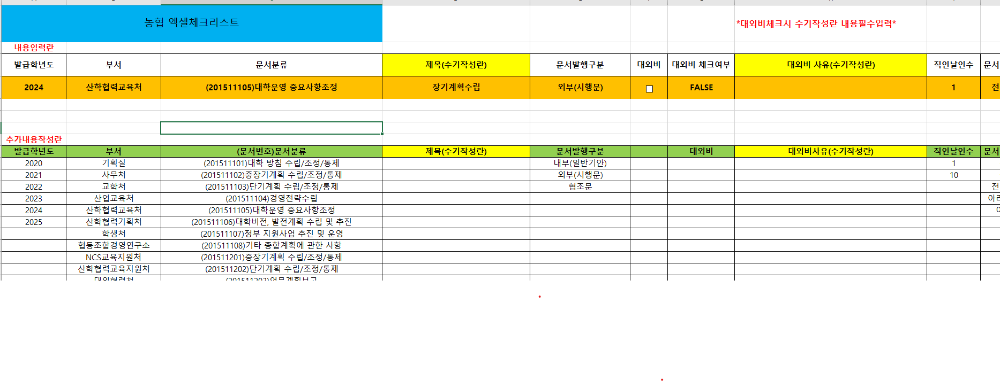 농협 엑셀체크리스트
*대외비체크시 수기작성란 내용필수입력*
내용입력란
발급학년도 부서 문서분류 제목(수기작성란) 문서발행구분 대외비 대외비 체크여부 대외비 사유(수기작성란) 직인날인수 문서
2024 산학협력교육처 (201511105)대학운영 중요사항조정 장기계획수립 외부(시행문) FALSE 1 전
추가내용작성란
발급학년도 부서 (문서번호)문서분류 제목(수기작성란) 문서발행구분 대외비 대외비사유(수기작성란) 직인날인수 문서
2020 기획실 (201511101)대학 방침 수립/조정/통제 내부(일반기안) 1
2021 사무처 (201511102)중장기계획 수립/조정/통제 외부(시행문) 10
2022 교학처 (201511103)단기계획 수립/조정/통제 협조문 전
2023 산업교육처 (201511104)경영전략수립
2024 산학협력교육처 (201511105)대학운영 중요사항조정
2025 산학협력기획처 (201511106)대학비전, 발전계획 수립 및 추진
학생처 (201511107)정부 지원사업 추진 및 운영
협동조합경영연구소 (201511108)기타 종합계획에 관한 사항
NCS교육지원처 (201511201)중장기계획 수립/조정/통제
산학협력교육지원처 (201511202)단기계획 수립/조정/통제
대외협력처 (201511203)업무계획보고